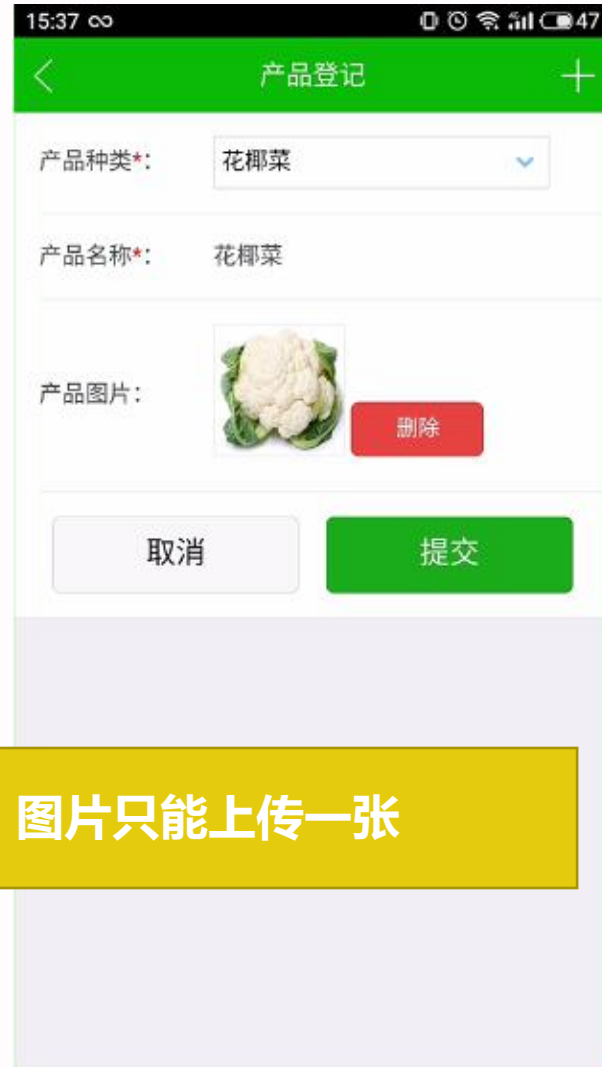 15:37 47
产品登记
产品种类*: 花椰菜
产品名称*: 花椰菜
产品图片:
删除
取消 提交
图片只能上传一张